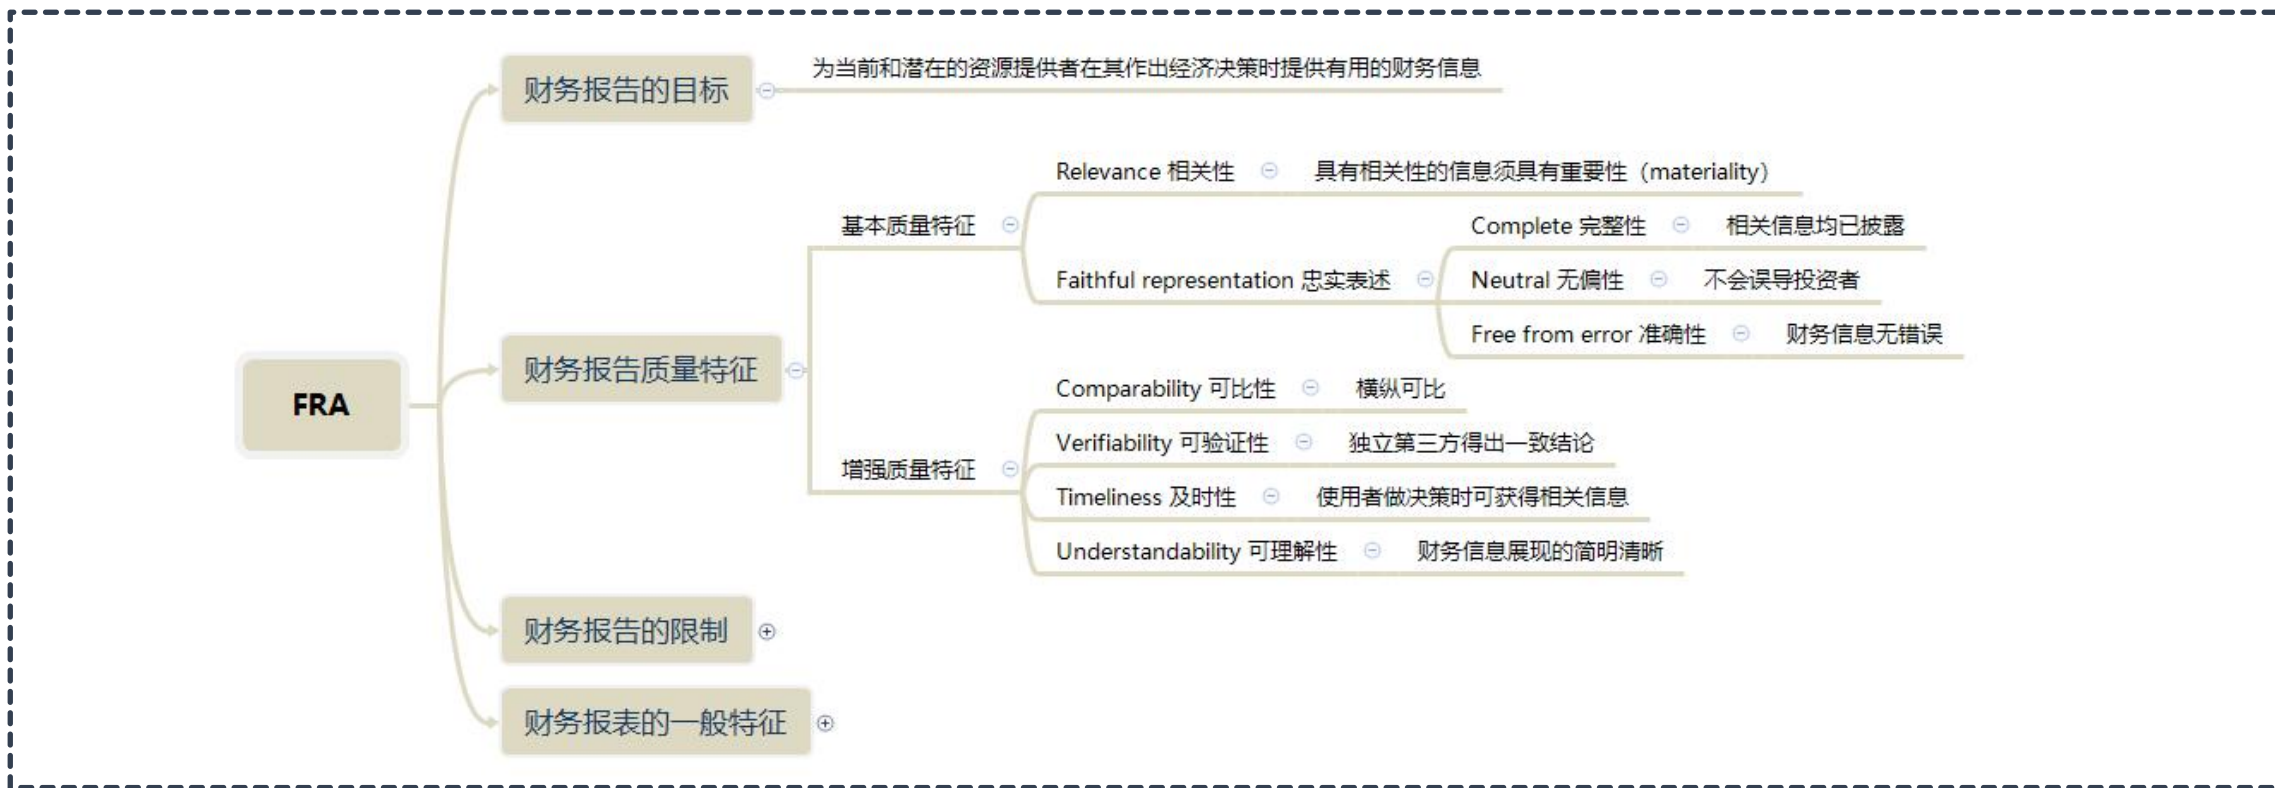 FRA
财务报告的目标
为当前和潜在的资源提供者在其作出经济决策时提供有用的财务信息
财务报告质量特征
基本质量特征
Relevance 相关性
具有相关性的信息须具有重要性（materiality）
Faithful representation 忠实表述
Complete 完整性
相关信息均已披露
Neutral 无偏性
不会误导投资者
Free from error 准确性
财务信息无错误
增强质量特征
Comparability 可比性
横纵可比
Verifiability 可验证性
独立第三方得出一致结论
Timeliness 及时性
使用者做决策时可获得相关信息
Understandability 可理解性
财务信息展现的简明清晰
财务报告的限制
财务报表的一般特征